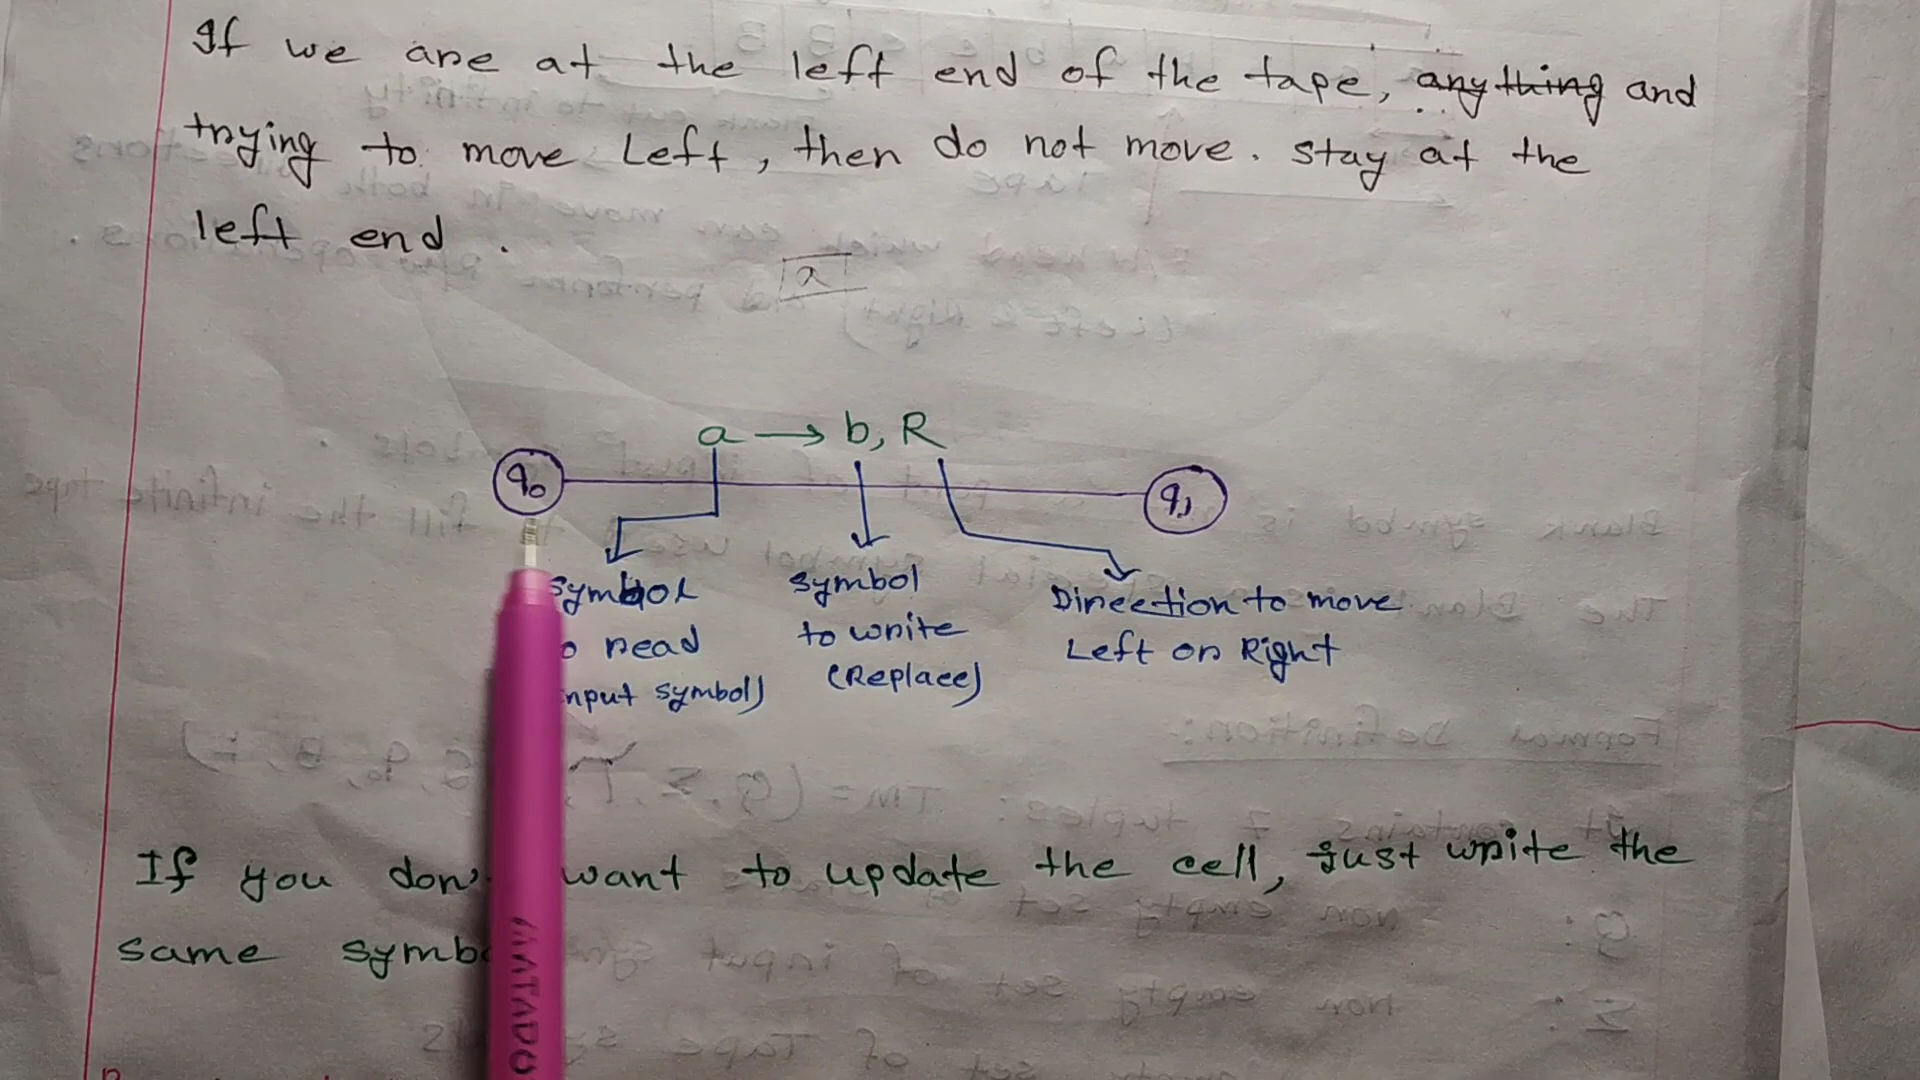 If we are at the left end of the tape, anything and
trying to move Left, then do not move. Stay at the
left end.
a
a → b, R
q0 q1
symbol symbol Direction to move
read to write Left or Right
nput symbol) (Replace)
If you don' want to update the cell, just write the
same symb
MATADO